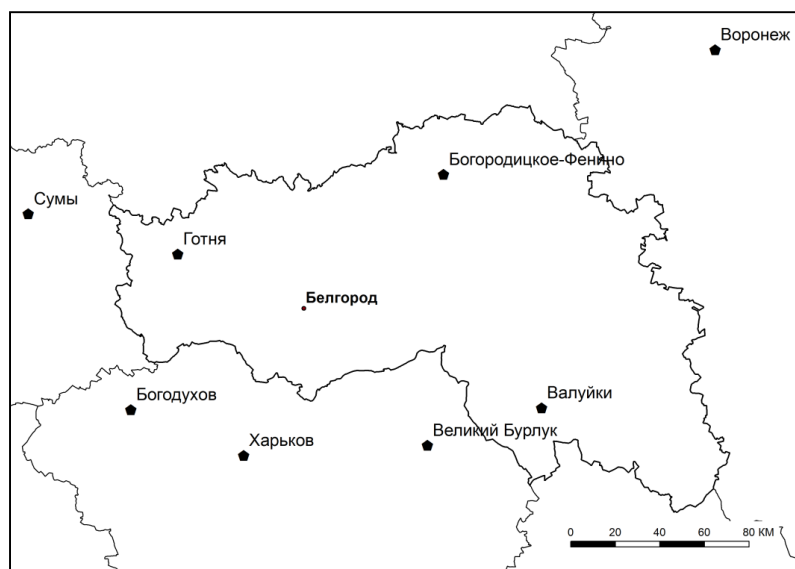 Воронеж
Богородицкое-Фенино
Сумы
Готня
Белгород
Богодухов
Валуйки
Харьков
Великий Бурлук
0 20 40 60 80 КМ